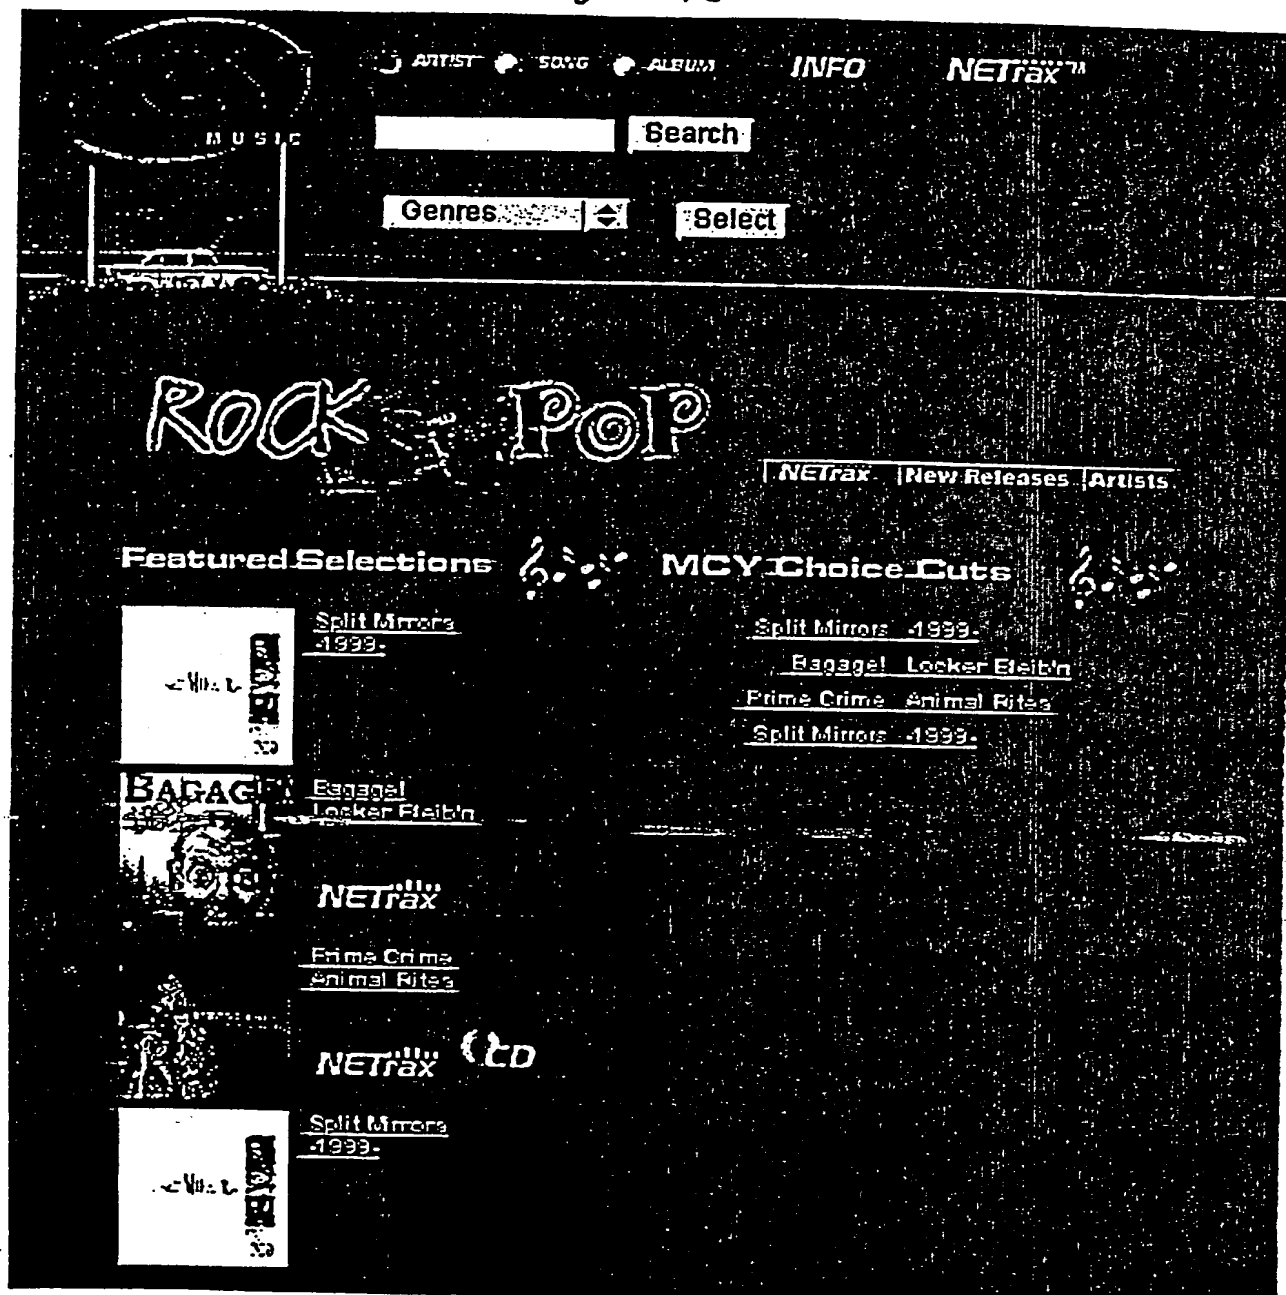 ARTIST SONG ALBUM INFO NETrax™
MUSIC
Search
Genres
Select
ROCK POP
NETrax New Releases Artists
Featured Selections
MCY Choice Cuts
Split Mirrors
-1999-
Split Mirrors -1999-
Bagage! Locker Bleib'n
Prime Crime Animal Rites
Split Mirrors -1999-
BAGAGE
Bagage!
Locker Bleib'n
NETrax
Prime Crime
Animal Rites
NETrax CD
Split Mirrors
-1999-